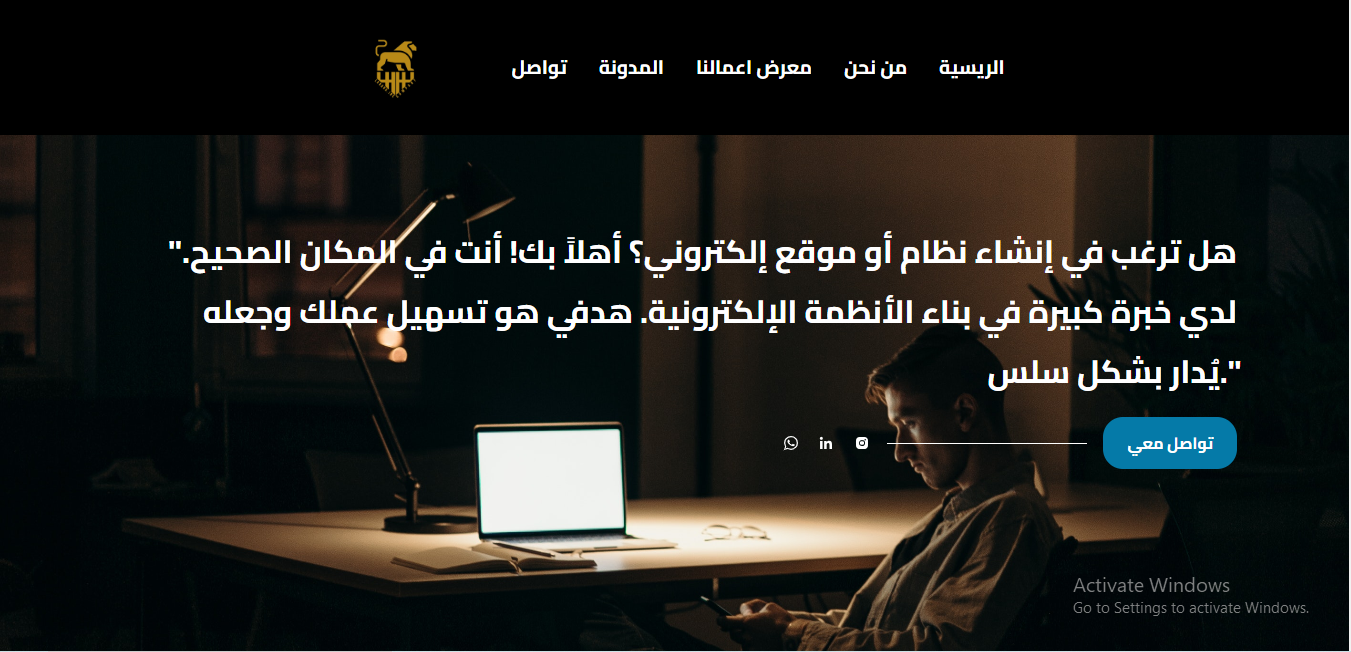 الريسية
من نحن
معرض اعمالنا
المدونة
تواصل
هل ترغب في إنشاء نظام أو موقع إلكتروني؟ أهلاً بك! أنت في المكان الصحيح."
لدي خبرة كبيرة في بناء الأنظمة الإلكترونية. هدفي هو تسهيل عملك وجعله
".يُدار بشكل سلس
تواصل معي
in
Activate Windows
Go to Settings to activate Windows.